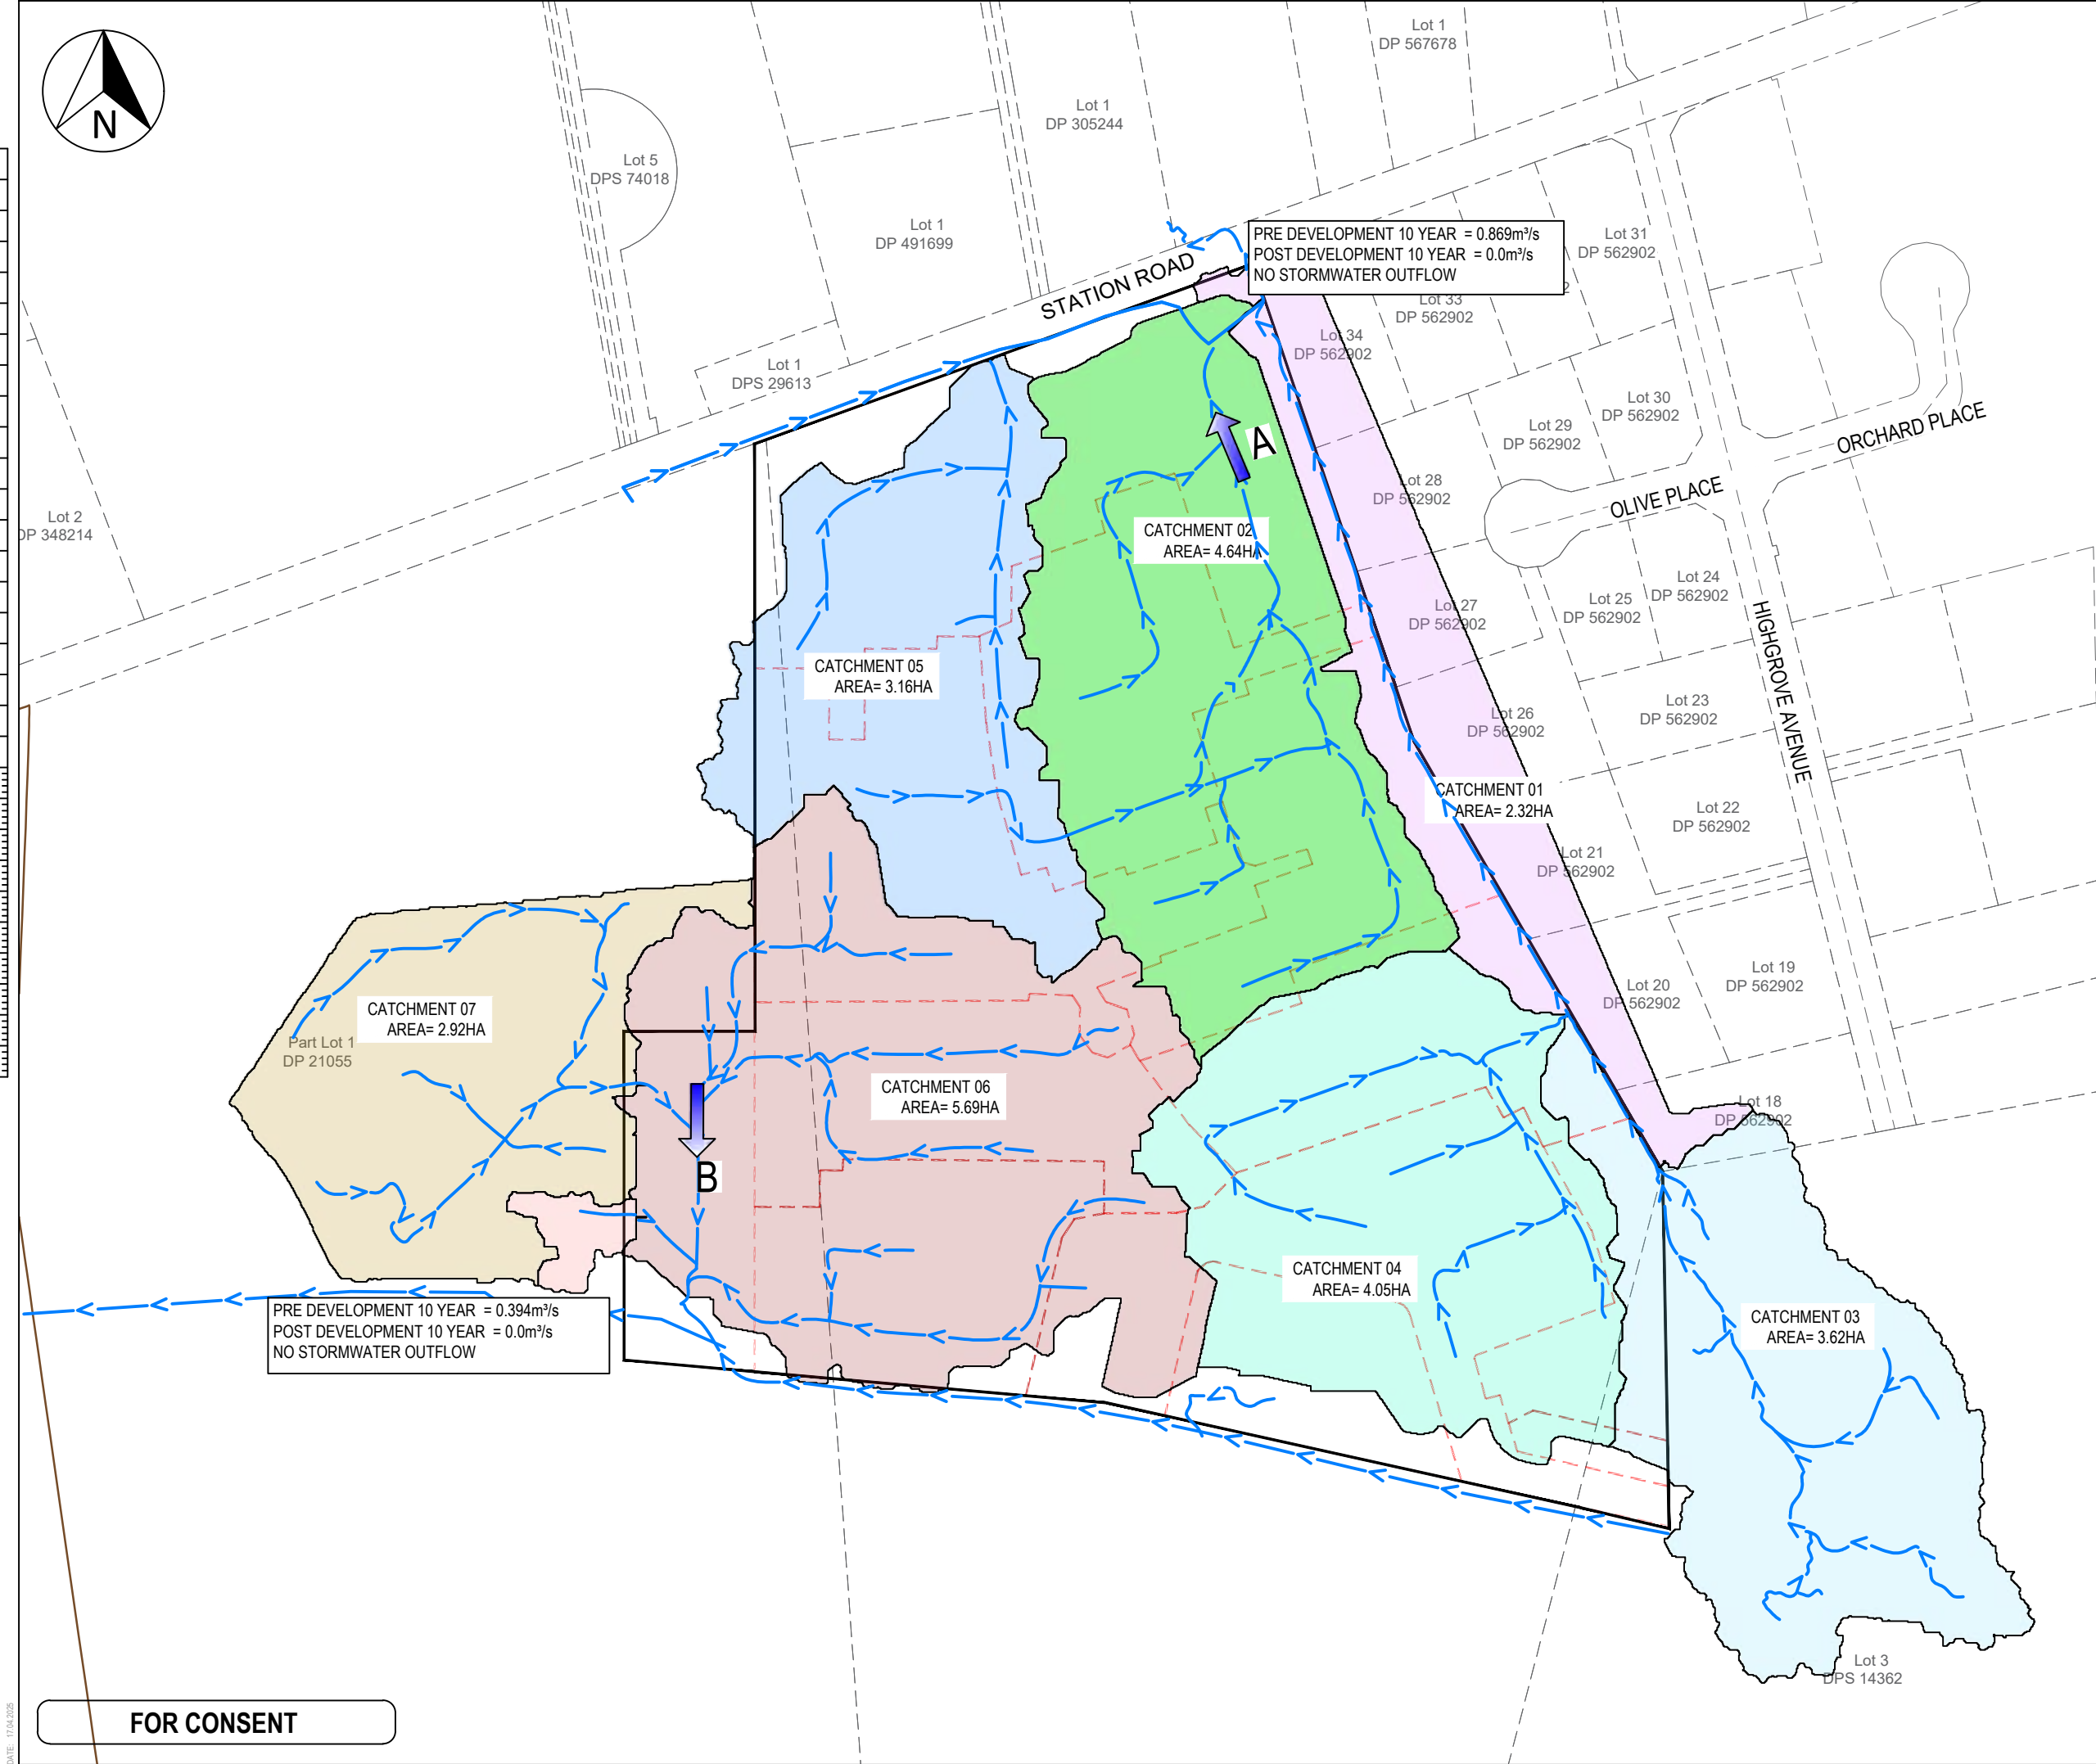 N
Lot 1
DP 567678
Lot 1
DP 305244
Lot 5
DPS 74018
Lot 1
DP 491699
Lot 31
DP 562902
PRE DEVELOPMENT 10 YEAR = 0.869m³/s
POST DEVELOPMENT 10 YEAR = 0.0m³/s
NO STORMWATER OUTFLOW
STATION ROAD
2
Lot 33
DP 562902
Lot 34
DP 562902
Lot 1
DPS 29613
Lot 30
DP 562902
Lot 29
DP 562902
ORCHARD PLACE
A
Lot 28
DP 562902
OLIVE PLACE
Lot 2
DP 348214
CATCHMENT 02
AREA= 4.64HA
Lot 24
DP 562902
Lot 25
DP 562902
Lot 27
DP 562902
HIGHGROVE AVENUE
CATCHMENT 05
AREA= 3.16HA
Lot 23
DP 562902
Lot 26
DP 562902
CATCHMENT 01
AREA= 2.32HA
Lot 22
DP 562902
Lot 21
DP 562902
Lot 19
DP 562902
Lot 20
DP 562902
CATCHMENT 07
AREA= 2.92HA
Part Lot 1
DP 21055
CATCHMENT 06
AREA= 5.69HA
Lot 18
DP 562902
B
CATCHMENT 04
AREA= 4.05HA
PRE DEVELOPMENT 10 YEAR = 0.394m³/s
POST DEVELOPMENT 10 YEAR = 0.0m³/s
NO STORMWATER OUTFLOW
CATCHMENT 03
AREA= 3.62HA
Lot 3
DPS 14362
FOR CONSENT
DATE: 17.04.2025